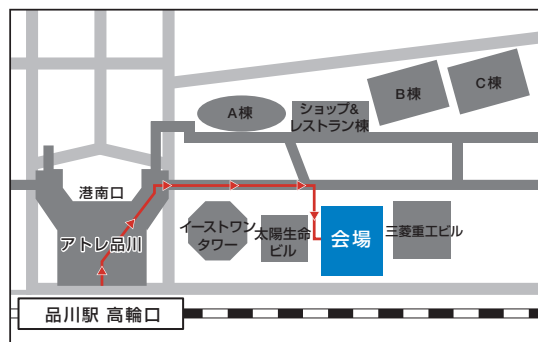 A棟
ショップ&
レストラン棟
B棟
C棟
港南口
アトレ品川
イーストワン
タワー
太陽生命
ビル
会場
三菱重工ビル
品川駅 高輪口